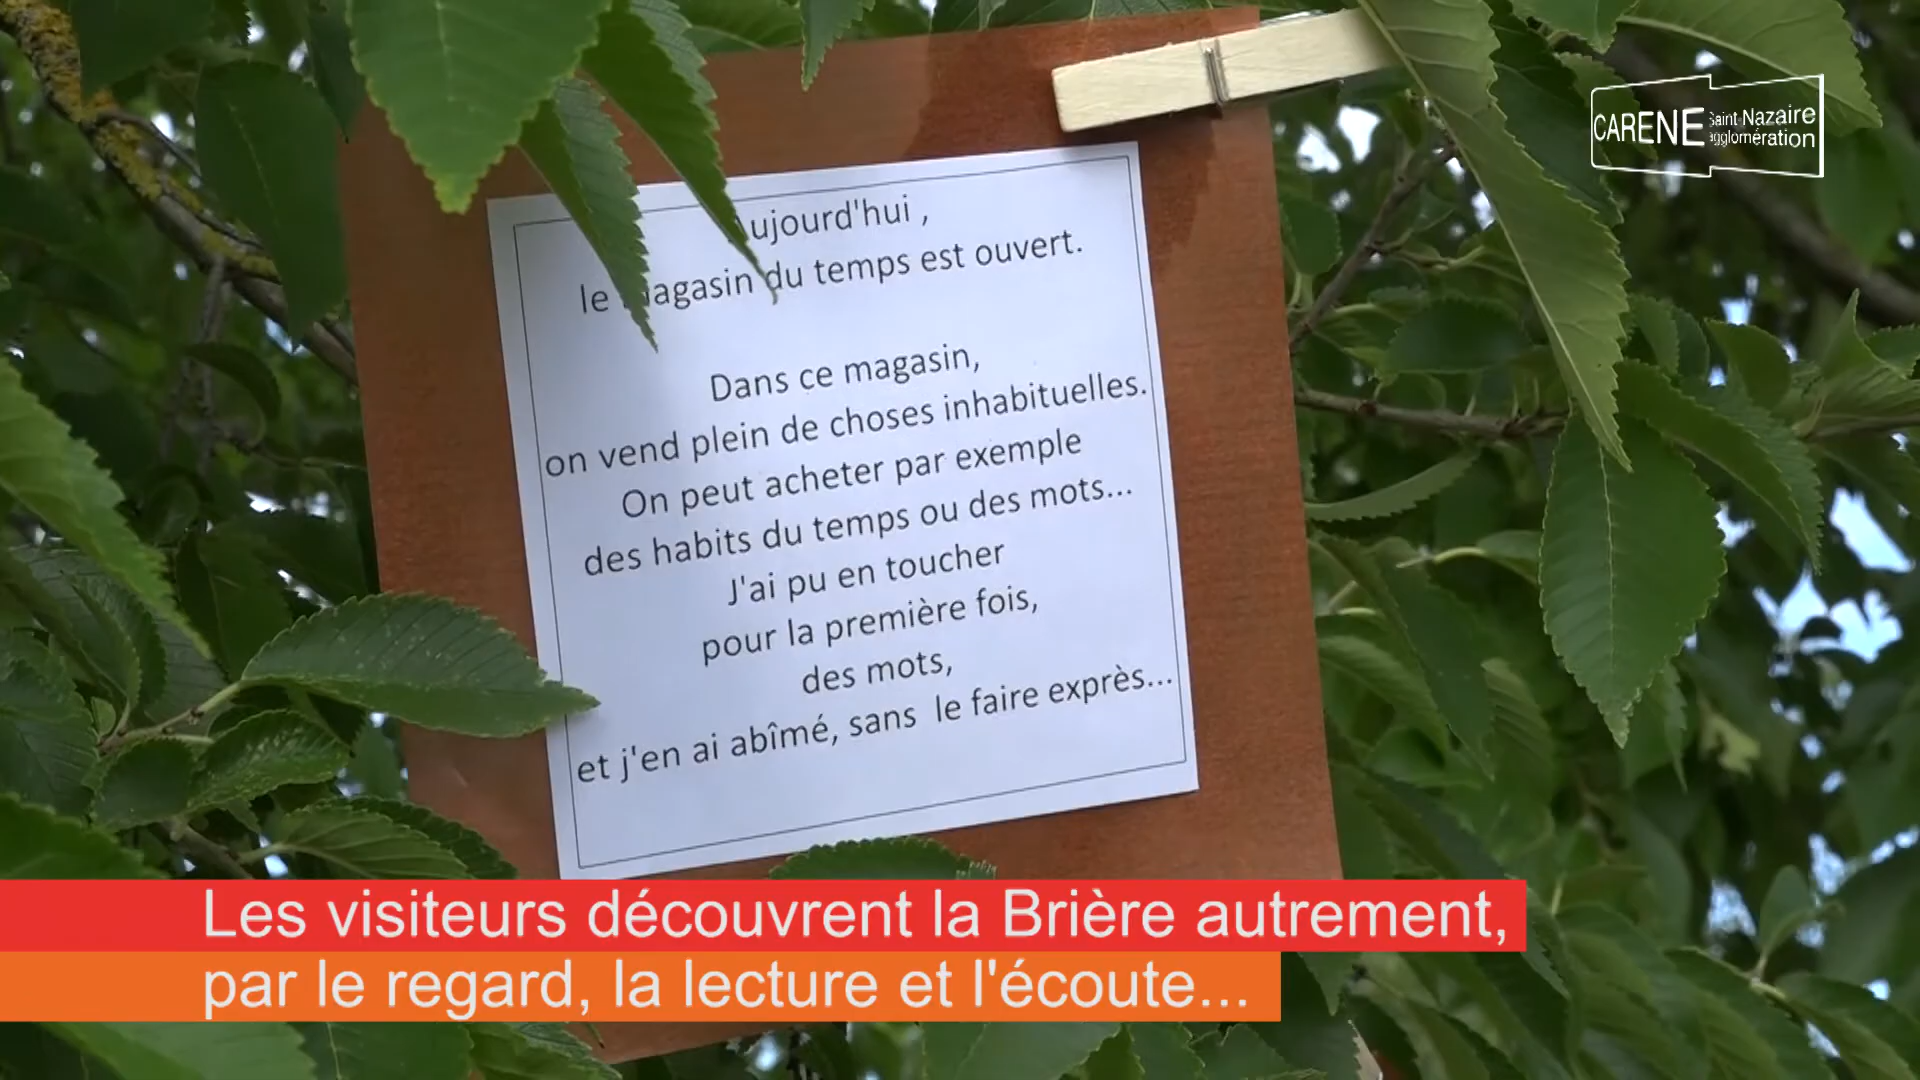 CARENE
Saint-Nazaire
agglomération
Aujourd'hui ,
le magasin du temps est ouvert.
Dans ce magasin,
on vend plein de choses inhabituelles.
On peut acheter par exemple
des habits du temps ou des mots...
J'ai pu en toucher
pour la première fois,
des mots,
et j'en ai abîmé, sans le faire exprès...
Les visiteurs découvrent la Brière autrement,
par le regard, la lecture et l'écoute...